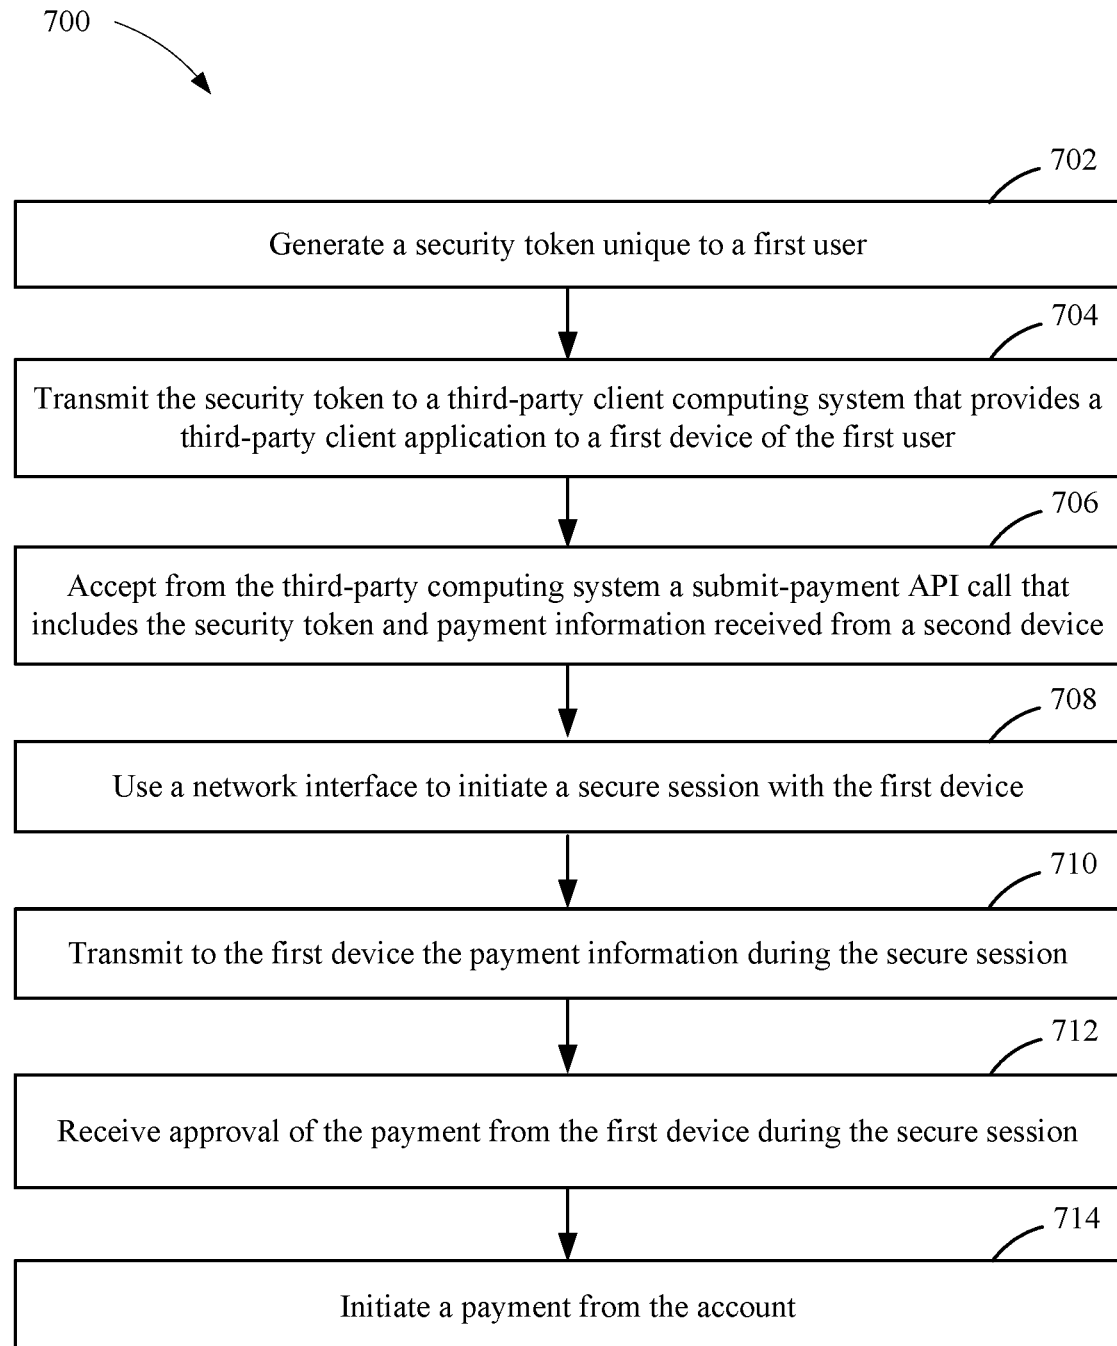 700
702
Generate a security token unique to a first user
704
Transmit the security token to a third-party client computing system that provides a
third-party client application to a first device of the first user
706
Accept from the third-party computing system a submit-payment API call that
includes the security token and payment information received from a second device
708
Use a network interface to initiate a secure session with the first device
710
Transmit to the first device the payment information during the secure session
712
Receive approval of the payment from the first device during the secure session
714
Initiate a payment from the account